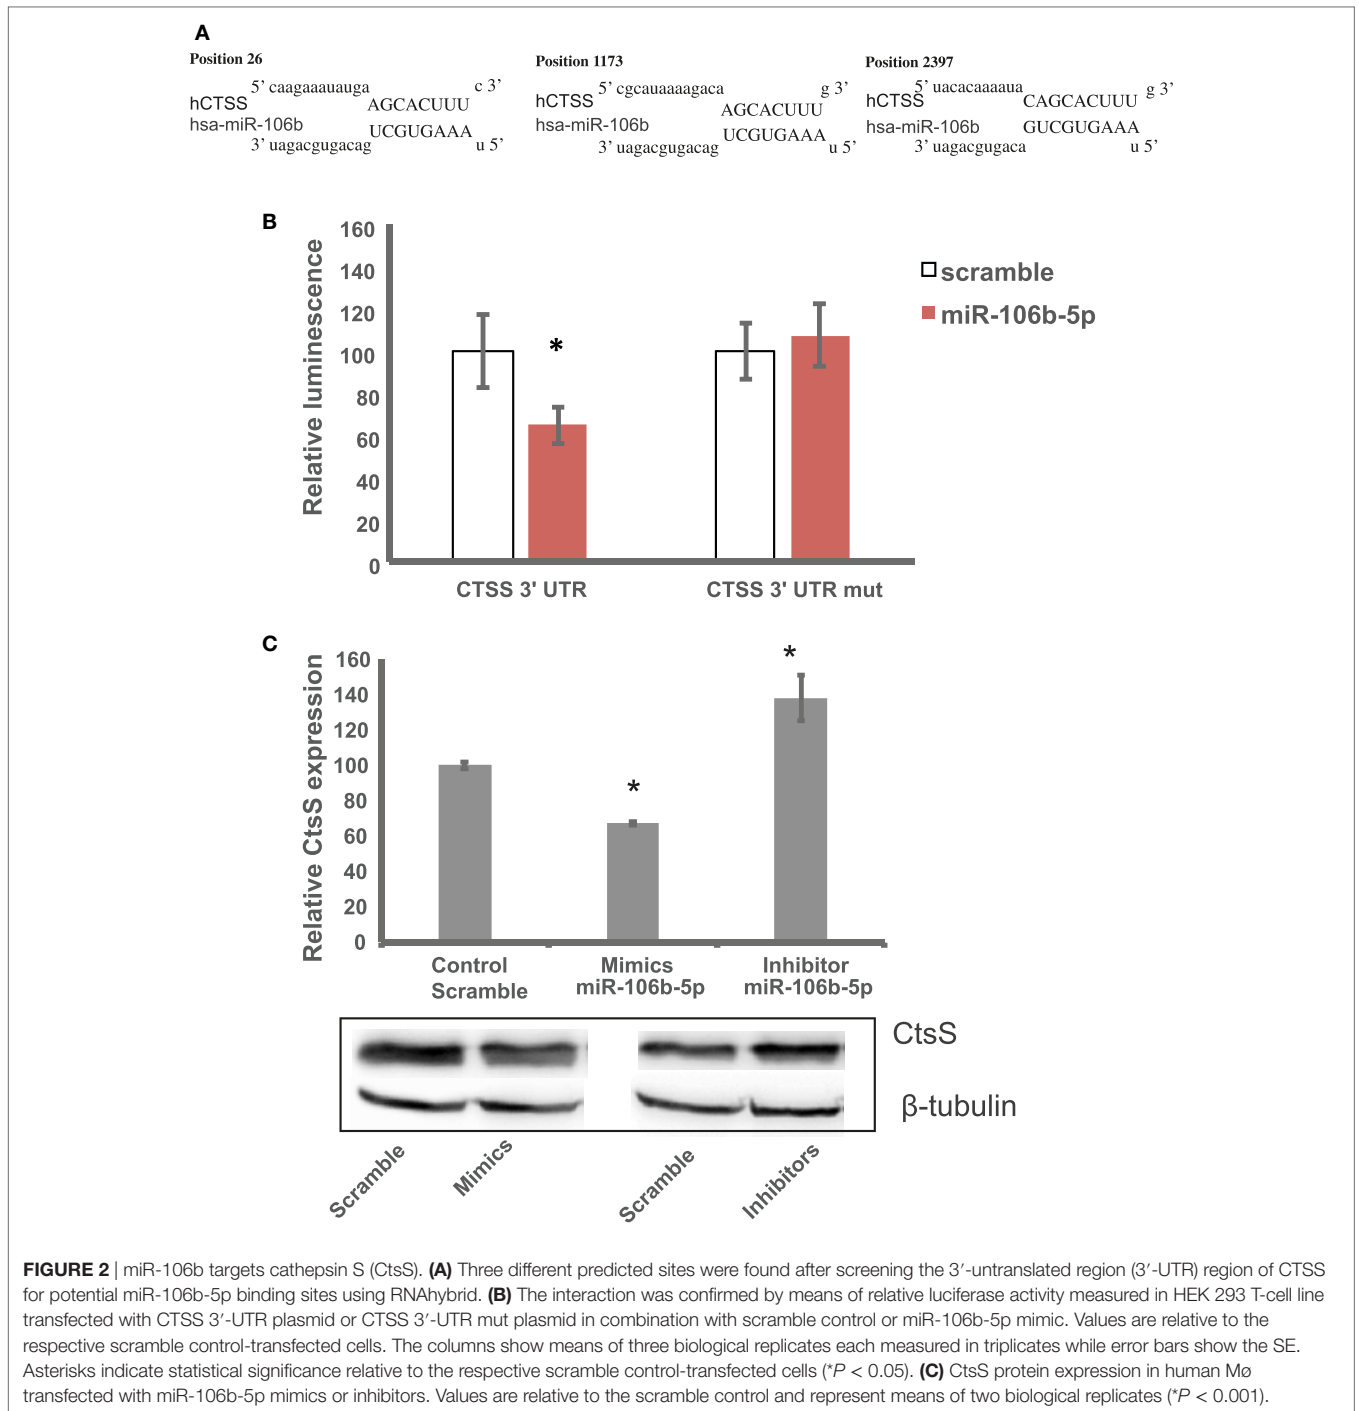 A
Position 26
5’ caagaaauauga c 3’
hCTSS AGCACUUU
hsa-miR-106b UCGUGAAA
3’ uagacgugacag u 5’
Position 1173
5’ cgcauaaaagaca g 3’
hCTSS AGCACUUU
hsa-miR-106b UCGUGAAA
3’ uagacgugacag u 5’
Position 2397
5’ uacacaaaaua g 3’
hCTSS CAGCACUUU
hsa-miR-106b GUCGUGAAA
3’ uagacgugaca u 5’
B
Relative luminescence
160
140
120
100
80
60
40
20
0
*
scramble
miR-106b-5p
CTSS 3' UTR
CTSS 3' UTR mut
C
Relative CtsS expression
160
140
120
100
80
60
40
20
0
*
*
Control
Scramble
Mimics
miR-106b-5p
Inhibitor
miR-106b-5p
CtsS
β-tubulin
Scramble
Mimics
Scramble
Inhibitors
FIGURE 2 | miR-106b targets cathepsin S (CtsS). (A) Three different predicted sites were found after screening the 3′-untranslated region (3′-UTR) region of CTSS
for potential miR-106b-5p binding sites using RNAhybrid. (B) The interaction was confirmed by means of relative luciferase activity measured in HEK 293 T-cell line
transfected with CTSS 3′-UTR plasmid or CTSS 3′-UTR mut plasmid in combination with scramble control or miR-106b-5p mimic. Values are relative to the
respective scramble control-transfected cells. The columns show means of three biological replicates each measured in triplicates while error bars show the SE.
Asterisks indicate statistical significance relative to the respective scramble control-transfected cells (*P < 0.05). (C) CtsS protein expression in human Mø
transfected with miR-106b-5p mimics or inhibitors. Values are relative to the scramble control and represent means of two biological replicates (*P < 0.001).